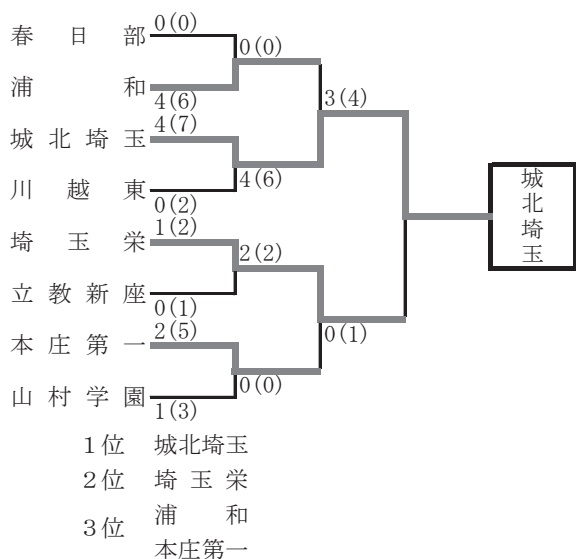 春日部 0(0)
0(0)
浦和 4(6)
3(4)
城北埼玉 4(7)
4(6)
川越東 0(2)
城北埼玉
埼玉栄 1(2)
2(2)
立教新座 0(1)
0(1)
本庄第一 2(5)
0(0)
山村学園 1(3)
1位 城北埼玉
2位 埼玉栄
3位 浦和
本庄第一